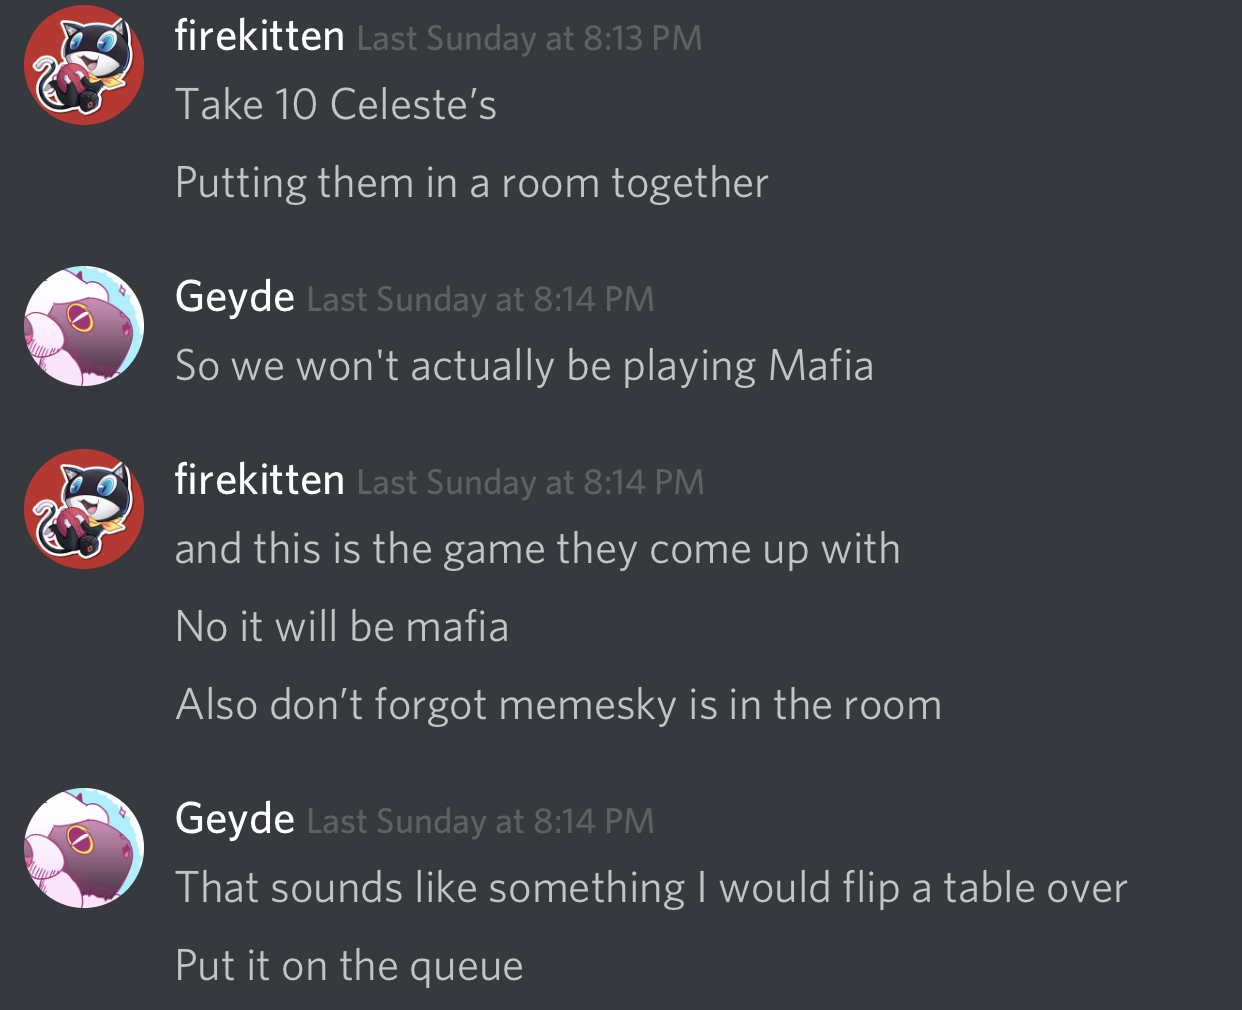 firekitten Last Sunday at 8:13 PM
Take 10 Celeste’s
Putting them in a room together
Geyde Last Sunday at 8:14 PM
So we won't actually be playing Mafia
firekitten Last Sunday at 8:14 PM
and this is the game they come up with
No it will be mafia
Also don’t forgot memesky is in the room
Geyde Last Sunday at 8:14 PM
That sounds like something I would flip a table over
Put it on the queue